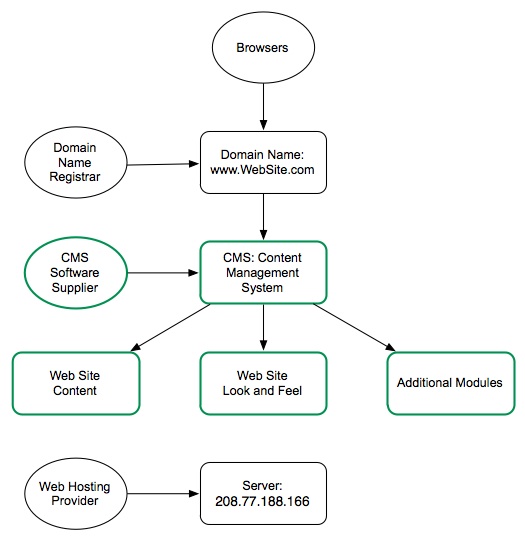 Browsers
Domain
Name
Registrar
Domain Name:
www.WebSite.com
CMS
Software
Supplier
CMS: Content
Management
System
Web Site
Content
Web Site
Look and Feel
Additional Modules
Web Hosting
Provider
Server:
208.77.188.166